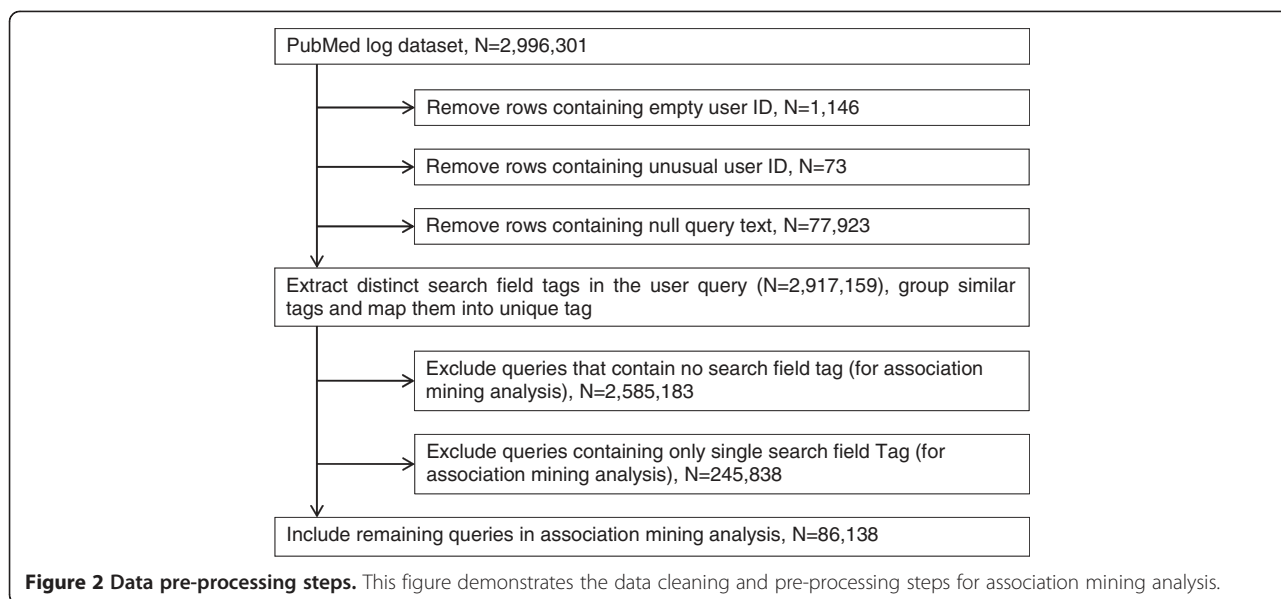 PubMed log dataset, N=2,996,301
Remove rows containing empty user ID, N=1,146
Remove rows containing unusual user ID, N=73
Remove rows containing null query text, N=77,923
Extract distinct search field tags in the user query (N=2,917,159), group similar
tags and map them into unique tag
Exclude queries that contain no search field tag (for association
mining analysis), N=2,585,183
Exclude queries containing only single search field Tag (for
association mining analysis), N=245,838
Include remaining queries in association mining analysis, N=86,138
Figure 2 Data pre-processing steps. This figure demonstrates the data cleaning and pre-processing steps for association mining analysis.